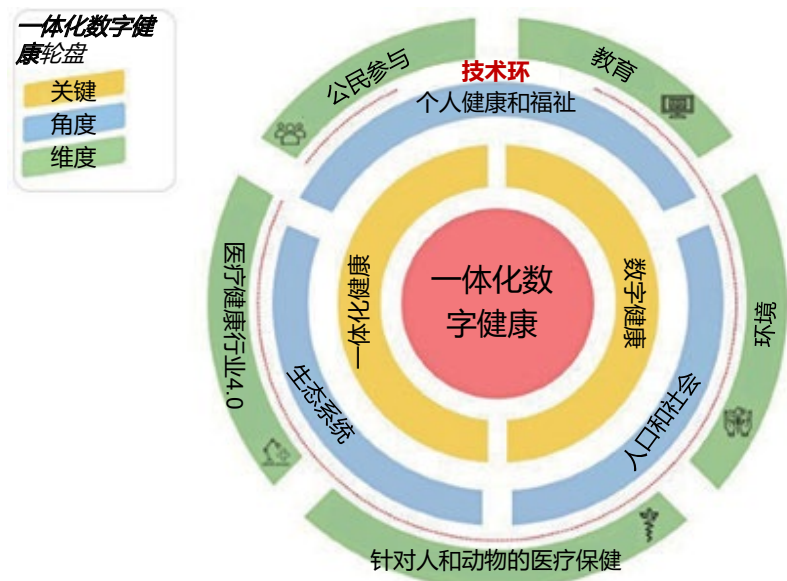 一体化数字健
康轮盘
关键
角度
维度
公民参与
技术环
教育
个人健康和福祉
医疗健康行业4.0
一体化健康
一体化数
字健康
数字健康
环境
生态系统
人口和社会
针对人和动物的医疗保健